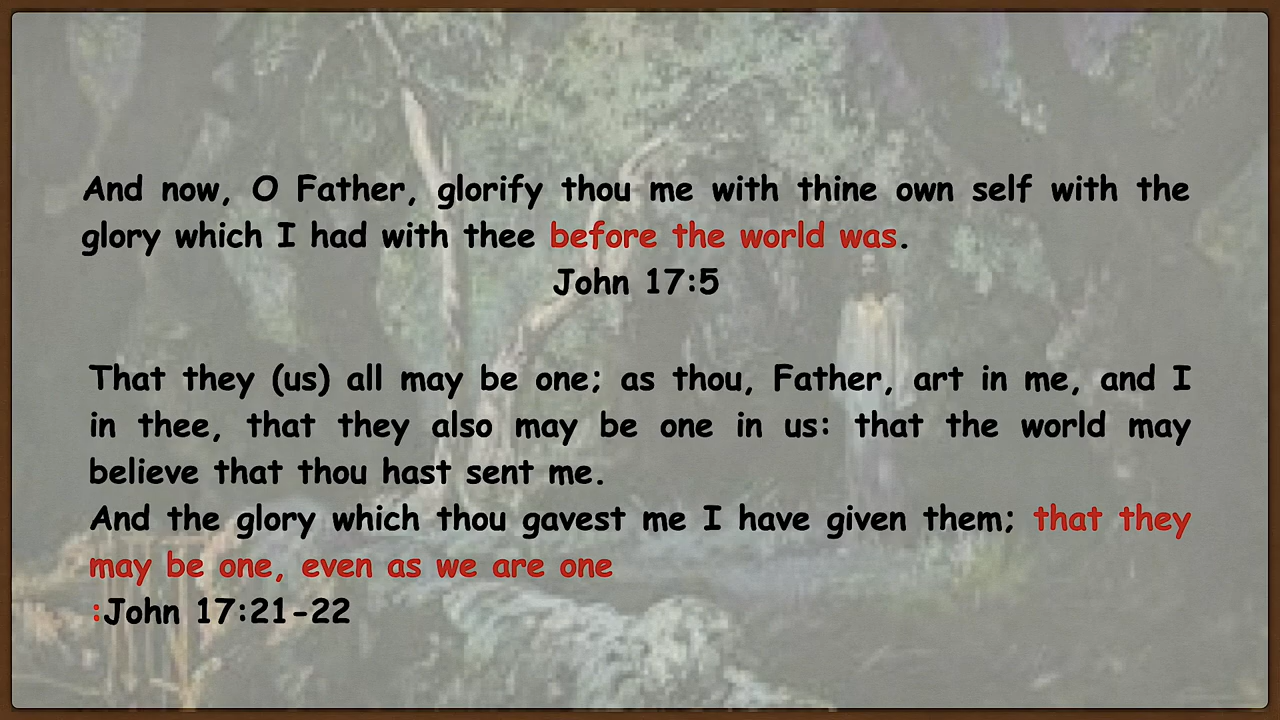 And now, O Father, glorify thou me with thine own self with the
glory which I had with thee before the world was.
John 17:5
That they (us) all may be one; as thou, Father, art in me, and I
in thee, that they also may be one in us: that the world may
believe that thou hast sent me.
And the glory which thou gavest me I have given them; that they
may be one, even as we are one
:John 17:21-22